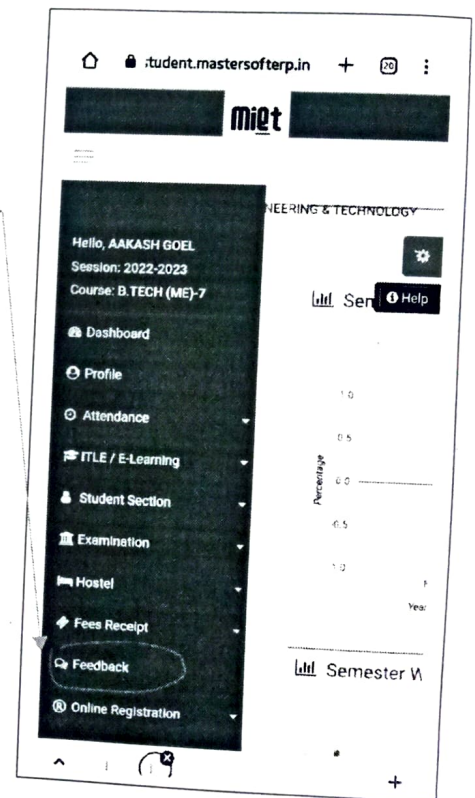 student.mastersofterp.in + 20
miet
NEERING & TECHNOLOGY
Hello, AAKASH GOEL
Session: 2022-2023
Course: B.TECH (ME)-7
Sem
Help
Dashboard
Profile
Attendance
ITLE / E-Learning
Student Section
Examination
Hostel
Fees Receipt
Feedback
Online Registration
1.0
0.5
Percentage
0.0
-0.5
1.0
Year
Semester W
+